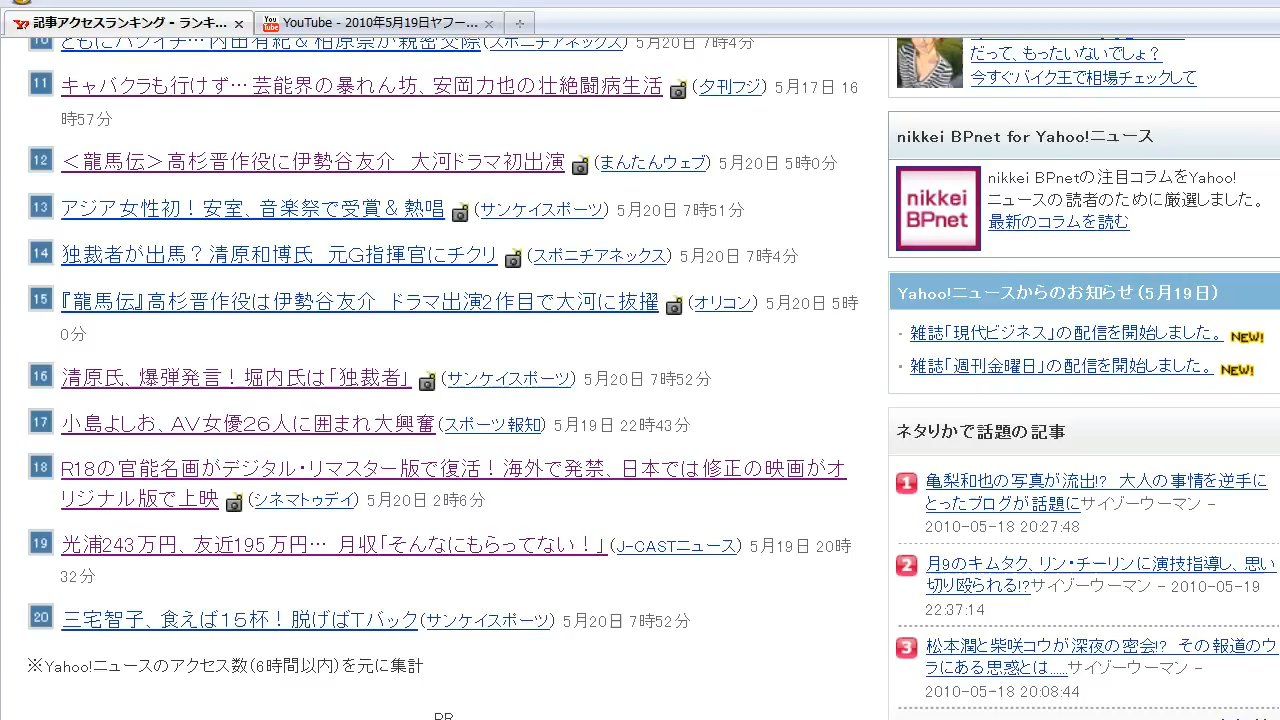 記事アクセスランキング - ランキ...
YouTube - 2010年5月19日ヤフー...
ともにバツイチ…内田有紀＆柏原崇が親密交際(スポニチアネックス) 5月20日 7時
11 キャバクラも行けず…芸能界の暴れん坊、安岡力也の壮絶闘病生活 (夕刊フジ) 5月17日 16
時57分
12 ＜龍馬伝＞高杉晋作役に伊勢谷友介　大河ドラマ初出演 (まんたんウェブ) 5月20日 5時0分
13 アジア女性初！安室、音楽祭で受賞＆熱唱 (サンケイスポーツ) 5月20日 7時51分
14 独裁者が出馬？清原和博氏　元G指揮官にチクリ (スポニチアネックス) 5月20日 7時4分
15 『龍馬伝』高杉晋作役は伊勢谷友介　ドラマ出演2作目で大河に抜擢 (オリコン) 5月20日 5時
0分
16 清原氏、爆弾発言！堀内氏は「独裁者」 (サンケイスポーツ) 5月20日 7時52分
17 小島よしお、AV女優２６人に囲まれ大興奮(スポーツ報知) 5月19日 22時43分
18 R18の官能名画がデジタル・リマスター版で復活！海外で発禁、日本では修正の映画がオ
リジナル版で上映 (シネマトゥデイ) 5月20日 2時6分
19 光浦243万円、友近195万円…　月収「そんなにもらってない！」(J-CASTニュース) 5月19日 20時
32分
20 三宅智子、食えば１５杯！脱げばTバック(サンケイスポーツ) 5月20日 7時52分
※Yahoo!ニュースのアクセス数(6時間以内)を元に集計
PR
だって、もったいないでしょ？
今すぐバイク王で相場チェックして
nikkei BPnet for Yahoo!ニュース
nikkei
BPnet
nikkei BPnetの注目コラムをYahoo!
ニュースの読者のために厳選しました。
最新のコラムを読む
Yahoo!ニュースからのお知らせ（5月19日）
・ 雑誌「現代ビジネス」の配信を開始しました。 NEW!
・ 雑誌「週刊金曜日」の配信を開始しました。 NEW!
ネタりかで話題の記事
1 亀梨和也の写真が流出!?　大人の事情を逆手に
とったブログが話題にサイゾーウーマン -
2010-05-18 20:27:48
2 月9のキムタク、リン・チーリンに演技指導し、思い
切り殴られる!?サイゾーウーマン - 2010-05-19
22:37:14
3 松本潤と柴咲コウが深夜の密会!?　その報道のウ
ラにある思惑とは……サイゾーウーマン -
2010-05-18 20:08:44